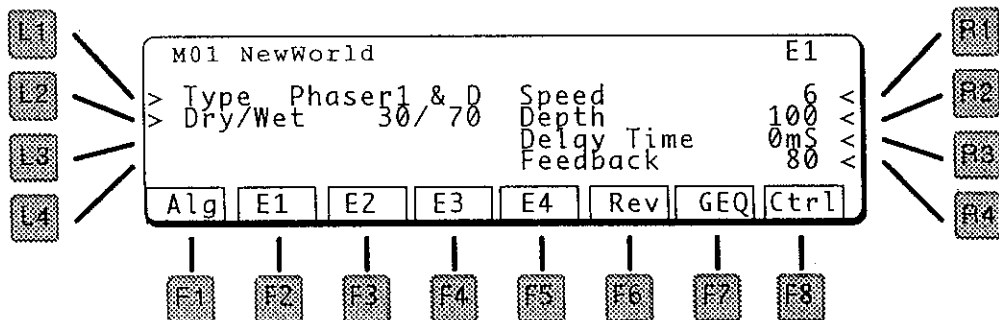 L1
L2
L3
L4
M01 NewWorld E1
> Type Phaser1 & D Speed 6 <
> Dry/Wet 30/ 70 Depth 100 <
Delay Time 0mS <
Feedback 80 <
Alg E1 E2 E3 E4 Rev GEQ Ctrl
R1
R2
R3
R4
F1 F2 F3 F4 F5 F6 F7 F8